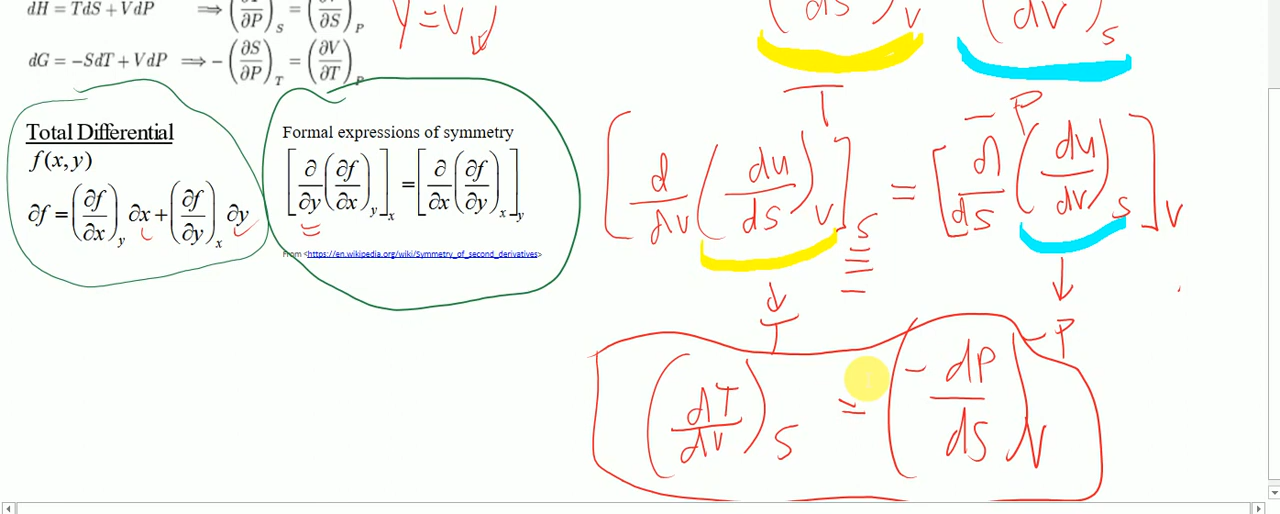 dH = TdS + VdP ⟹ (∂T/∂P)_S = (∂V/∂S)_P
dG = −SdT + VdP ⟹ −(∂S/∂P)_T = (∂V/∂T)_P
y = V
dS)_V
dV)_S
T
− P
Total Differential
f(x, y)
∂f = (∂f/∂x)_y ∂x + (∂f/∂y)_x ∂y
Formal expressions of symmetry
[∂/∂y (∂f/∂x)_y]_x = [∂/∂x (∂f/∂y)_x]_y
From <https://en.wikipedia.org/wiki/Symmetry_of_second_derivatives>
[d/dV (du/dS)_V]_S = [d/dS (du/dV)_S]_V
T
−P
(dT/dV)_S = (−dP/dS)_V